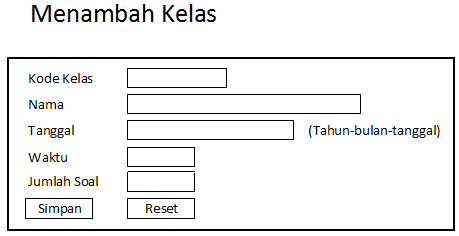 Menambah Kelas
Kode Kelas
Nama
Tanggal (Tahun-bulan-tanggal)
Waktu
Jumlah Soal
Simpan Reset